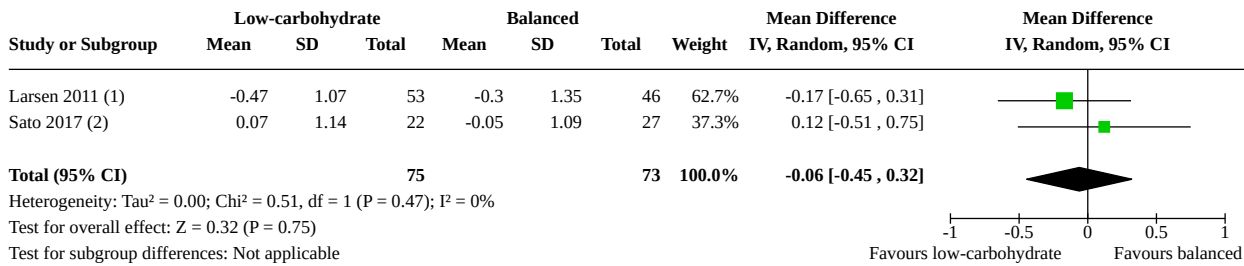 Low-carbohydrate Balanced Mean Difference Mean Difference
Study or Subgroup Mean SD Total Mean SD Total Weight IV, Random, 95% CI IV, Random, 95% CI
Larsen 2011 (1) -0.47 1.07 53 -0.3 1.35 46 62.7% -0.17 [-0.65 , 0.31]
Sato 2017 (2) 0.07 1.14 22 -0.05 1.09 27 37.3% 0.12 [-0.51 , 0.75]
Total (95% CI) 75 73 100.0% -0.06 [-0.45 , 0.32]
Heterogeneity: Tau² = 0.00; Chi² = 0.51, df = 1 (P = 0.47); I² = 0%
Test for overall effect: Z = 0.32 (P = 0.75)
-1 -0.5 0 0.5 1
Test for subgroup differences: Not applicable Favours low-carbohydrate Favours balanced